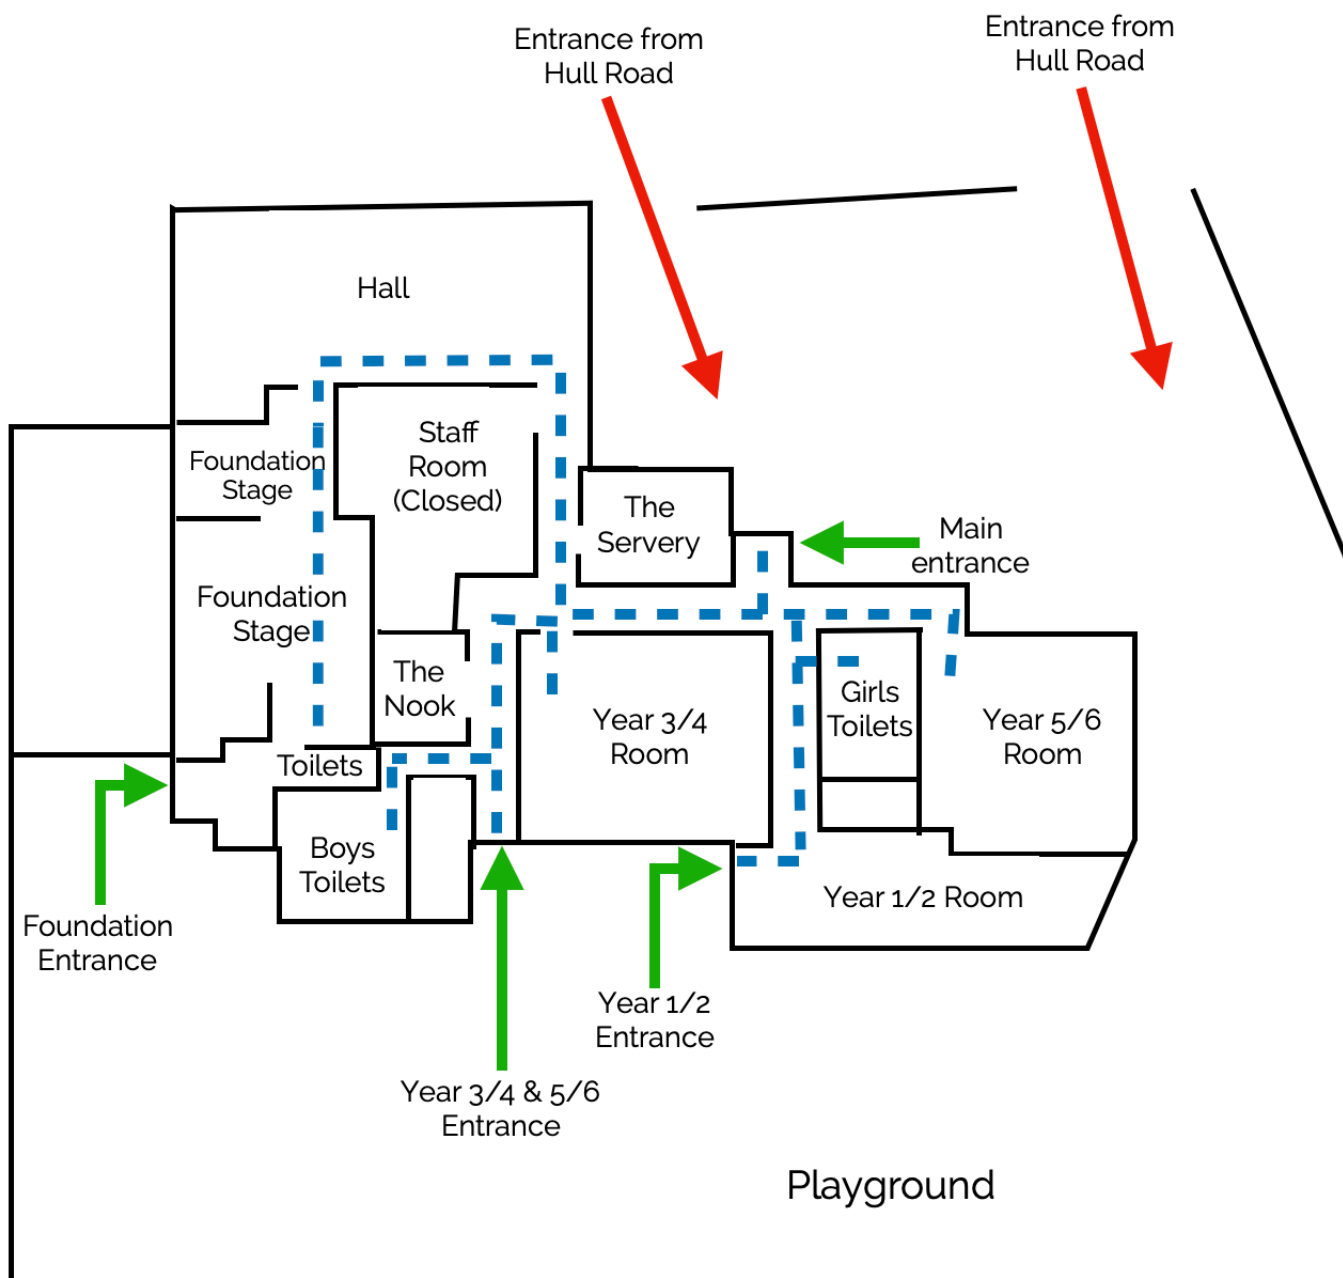 Entrance from
Hull Road
Entrance from
Hull Road
Hall
Staff
Room
(Closed)
Foundation
Stage
The
Servery
Main
entrance
Foundation
Stage
The
Nook
Year 3/4
Room
Girls
Toilets
Year 5/6
Room
Toilets
Boys
Toilets
Year 1/2 Room
Foundation
Entrance
Year 1/2
Entrance
Year 3/4 & 5/6
Entrance
Playground